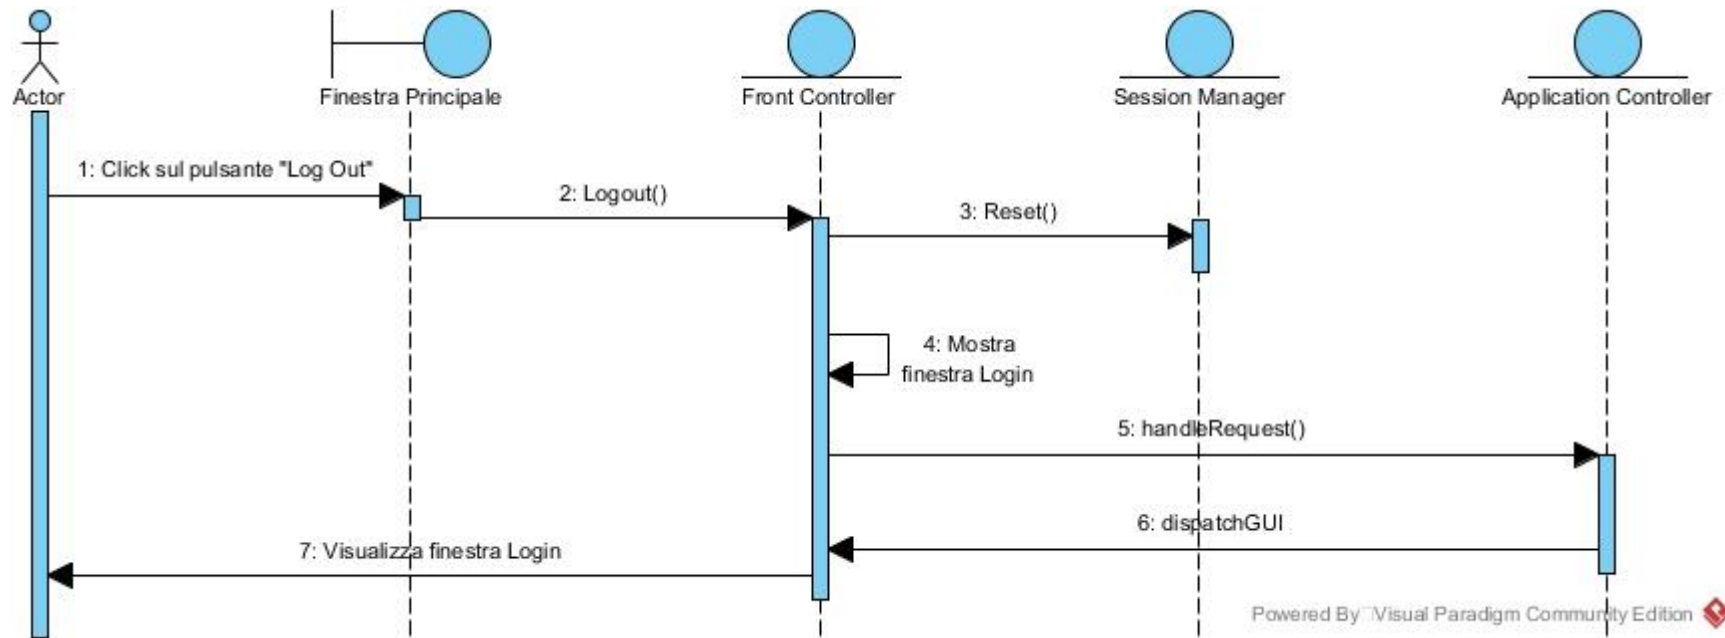 Actor
Finestra Principale
Front Controller
Session Manager
Application Controller
1: Click sul pulsante "Log Out"
2: Logout()
3: Reset()
4: Mostra
finestra Login
5: handleRequest()
6: dispatchGUI
7: Visualizza finestra Login
Powered By Visual Paradigm Community Edition